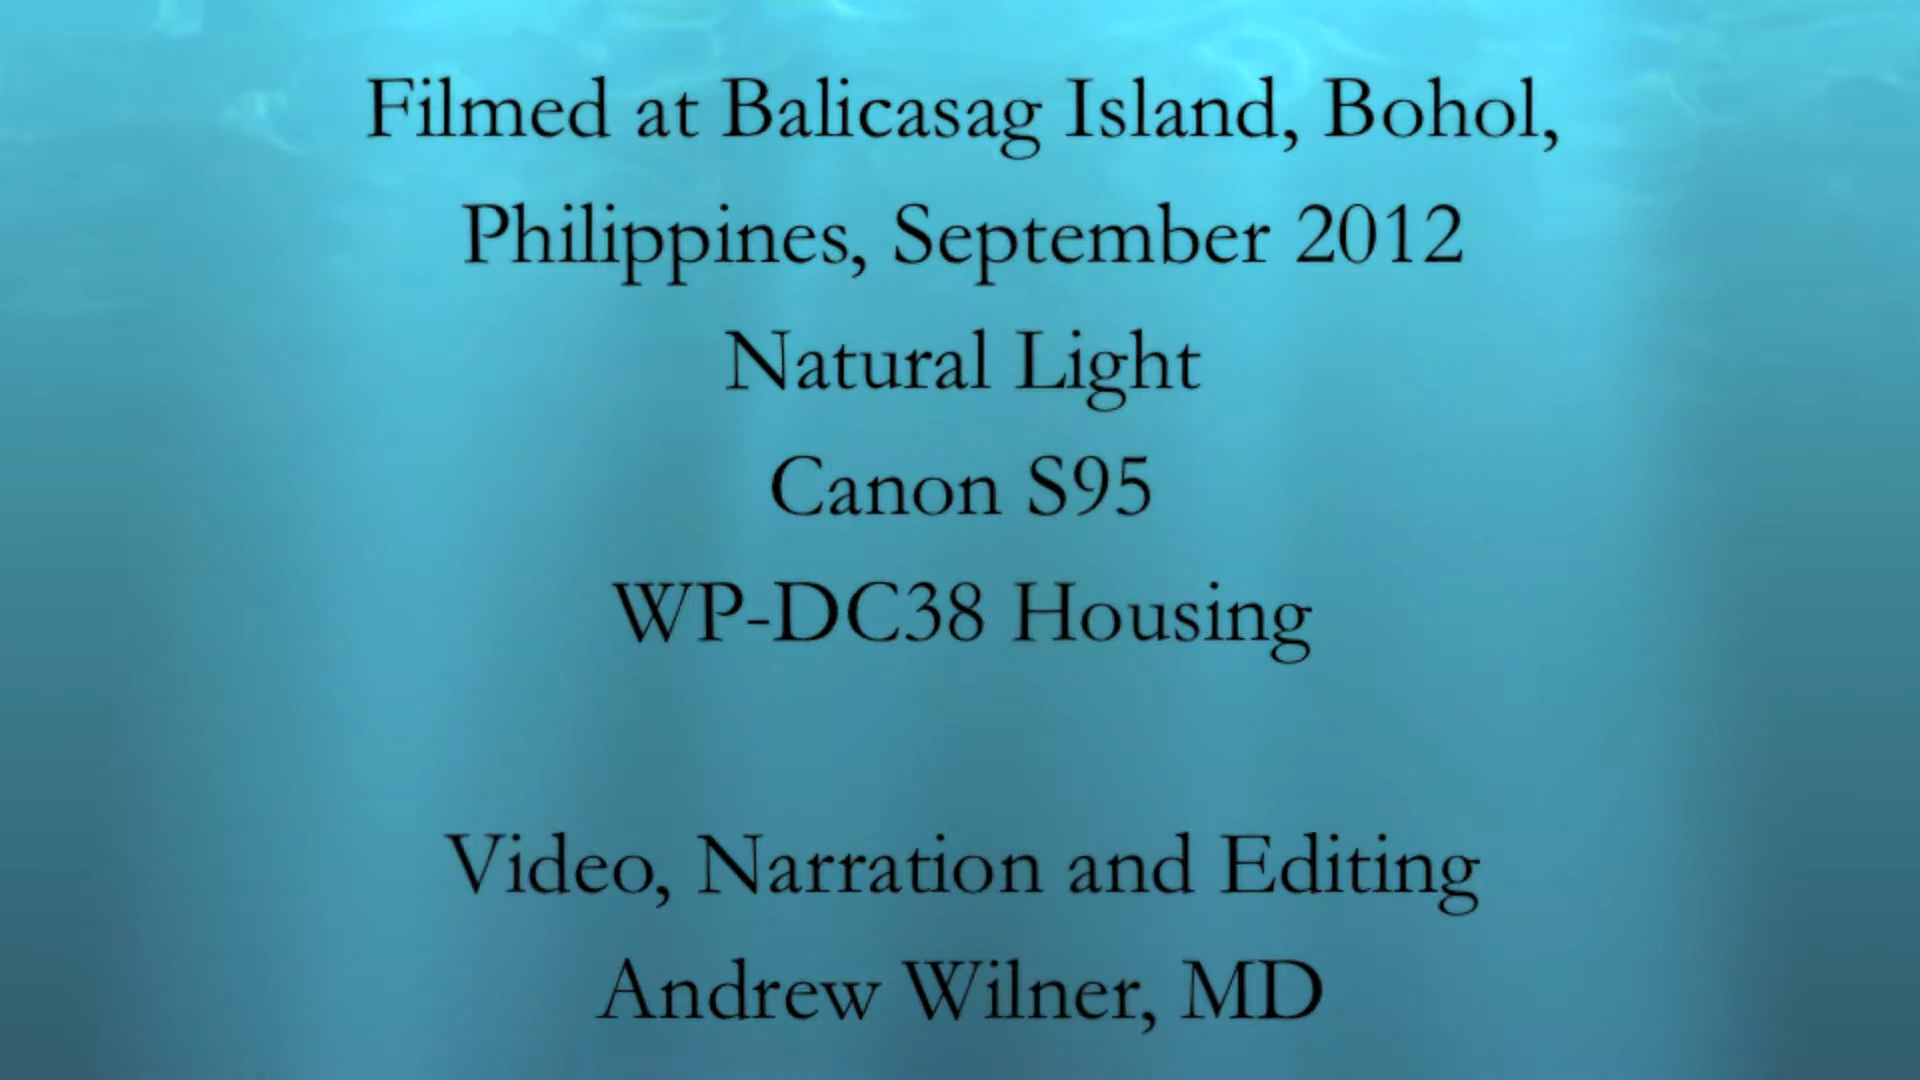 Filmed at Balicasag Island, Bohol,
Philippines, September 2012
Natural Light
Canon S95
WP-DC38 Housing
Video, Narration and Editing
Andrew Wilner, MD